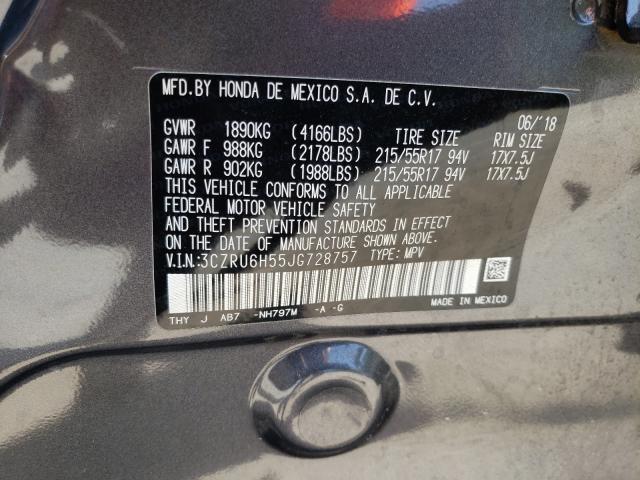 MFD.BY HONDA DE MEXICO S.A. DE C.V.
06/'18
GVWR 1890KG (4166LBS) TIRE SIZE RIM SIZE
GAWR F 988KG (2178LBS) 215/55R17 94V 17X7.5J
GAWR R 902KG (1988LBS) 215/55R17 94V 17X7.5J
THIS VEHICLE CONFORMS TO ALL APPLICABLE
FEDERAL MOTOR VEHICLE SAFETY
AND THEFT PREVENTION STANDARDS IN EFFECT
ON THE DATE OF MANUFACTURE SHOWN ABOVE.
V.I.N.:3CZRU6H55JG728757 TYPE: MPV
THY J AB7 -NH797M -A -G MADE IN MEXICO